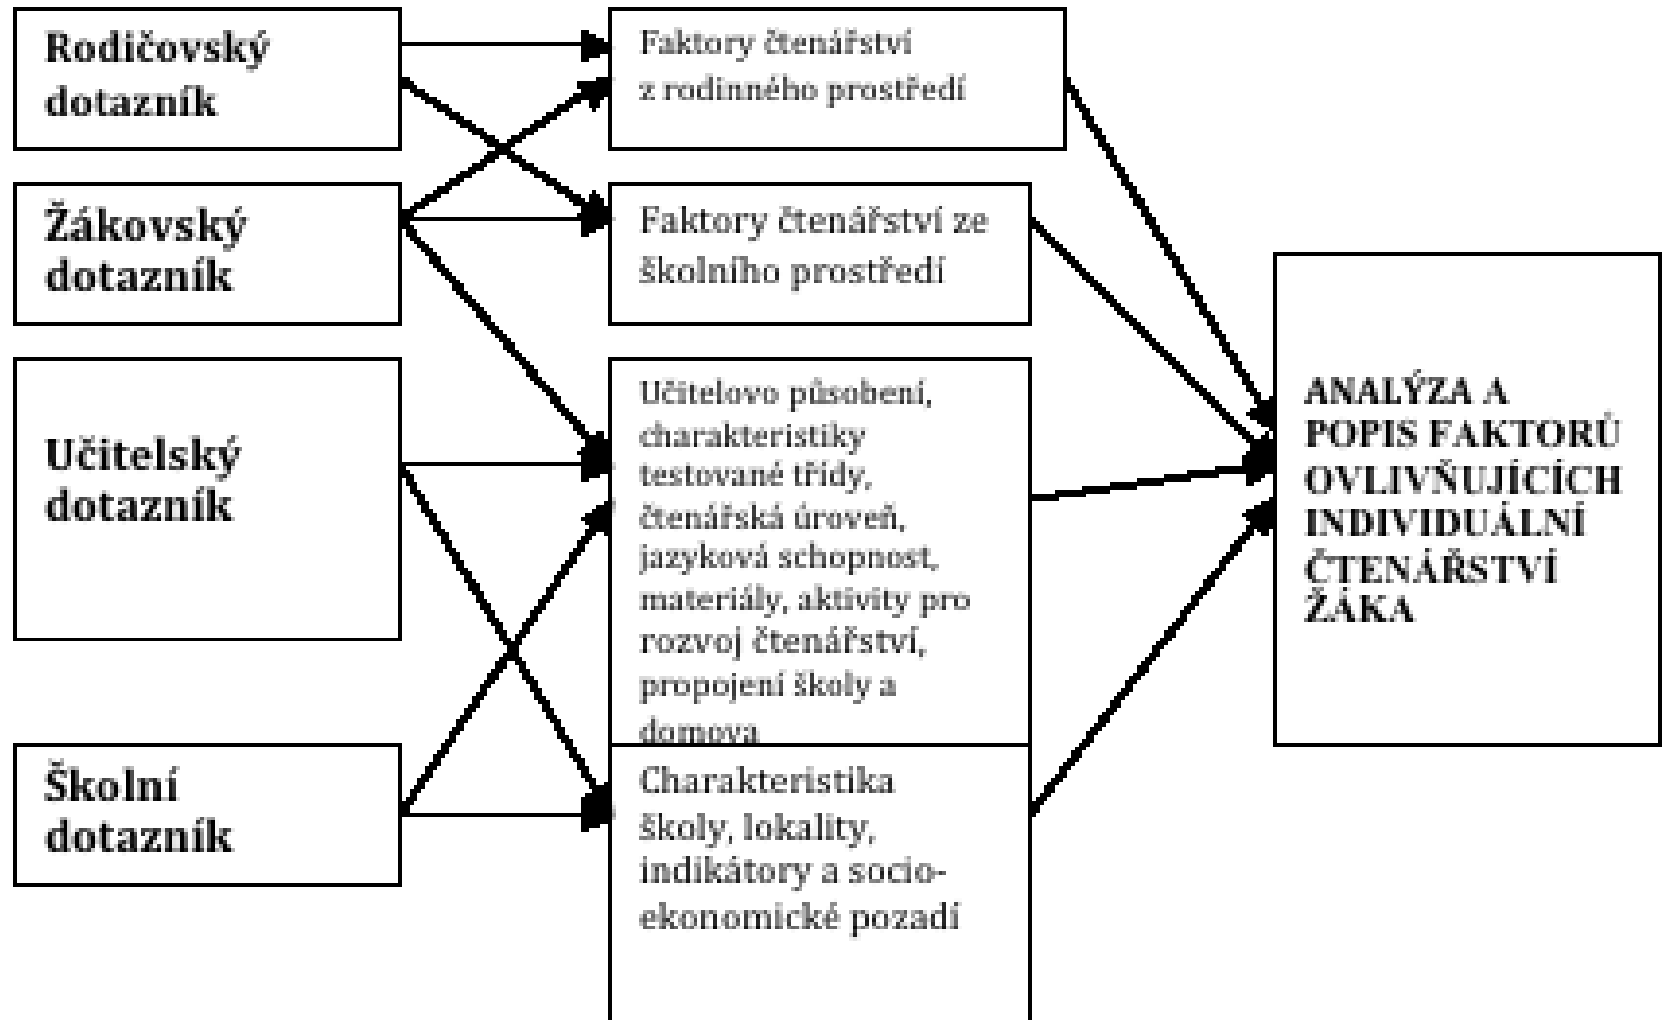 Rodičovský
dotazník
Faktory čtenářství
z rodinného prostředí
Žákovský
dotazník
Faktory čtenářství ze
školního prostředí
Učitelský
dotazník
Učitelovo působení,
charakteristiky
testované třídy,
čtenářská úroveň,
jazyková schopnost,
materiály, aktivity pro
rozvoj čtenářství,
propojení školy a
domova
Školní
dotazník
Charakteristika
školy, lokality,
indikátory a socio-
ekonomické pozadí
ANALÝZA A
POPIS FAKTORŮ
OVLIVŇUJÍCÍCH
INDIVIDUÁLNÍ
ČTENÁŘSTVÍ
ŽÁKA